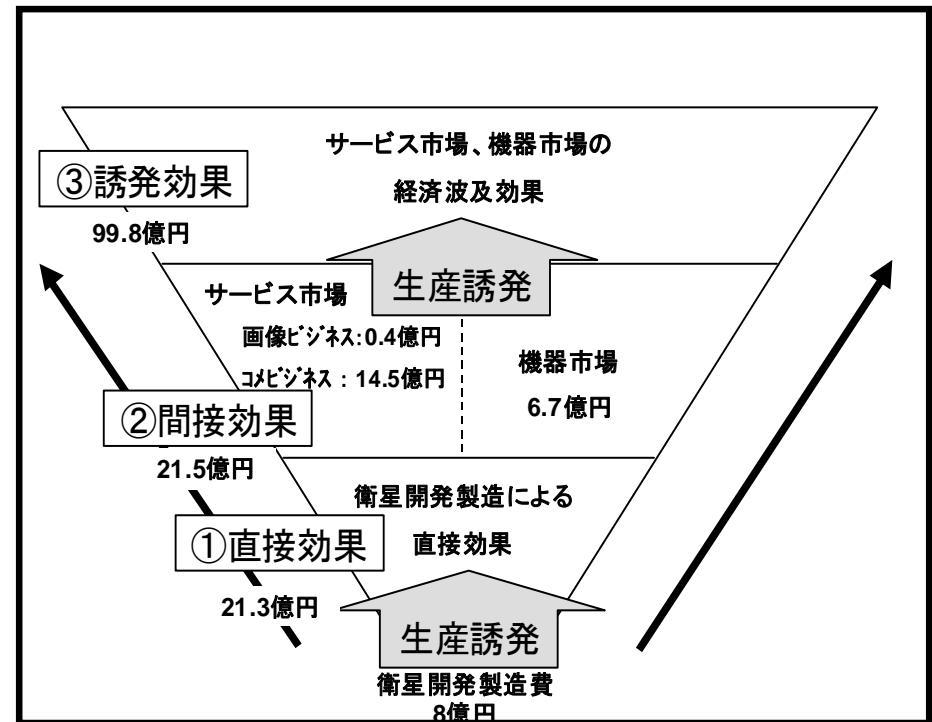 サービス市場、機器市場の
経済波及効果
③誘発効果
99.8億円
生産誘発
サービス市場
画像ビジネス:0.4億円
コメビジネス：14.5億円
機器市場
6.7億円
②間接効果
21.5億円
衛星開発製造による
直接効果
①直接効果
21.3億円
生産誘発
衛星開発製造費
8億円